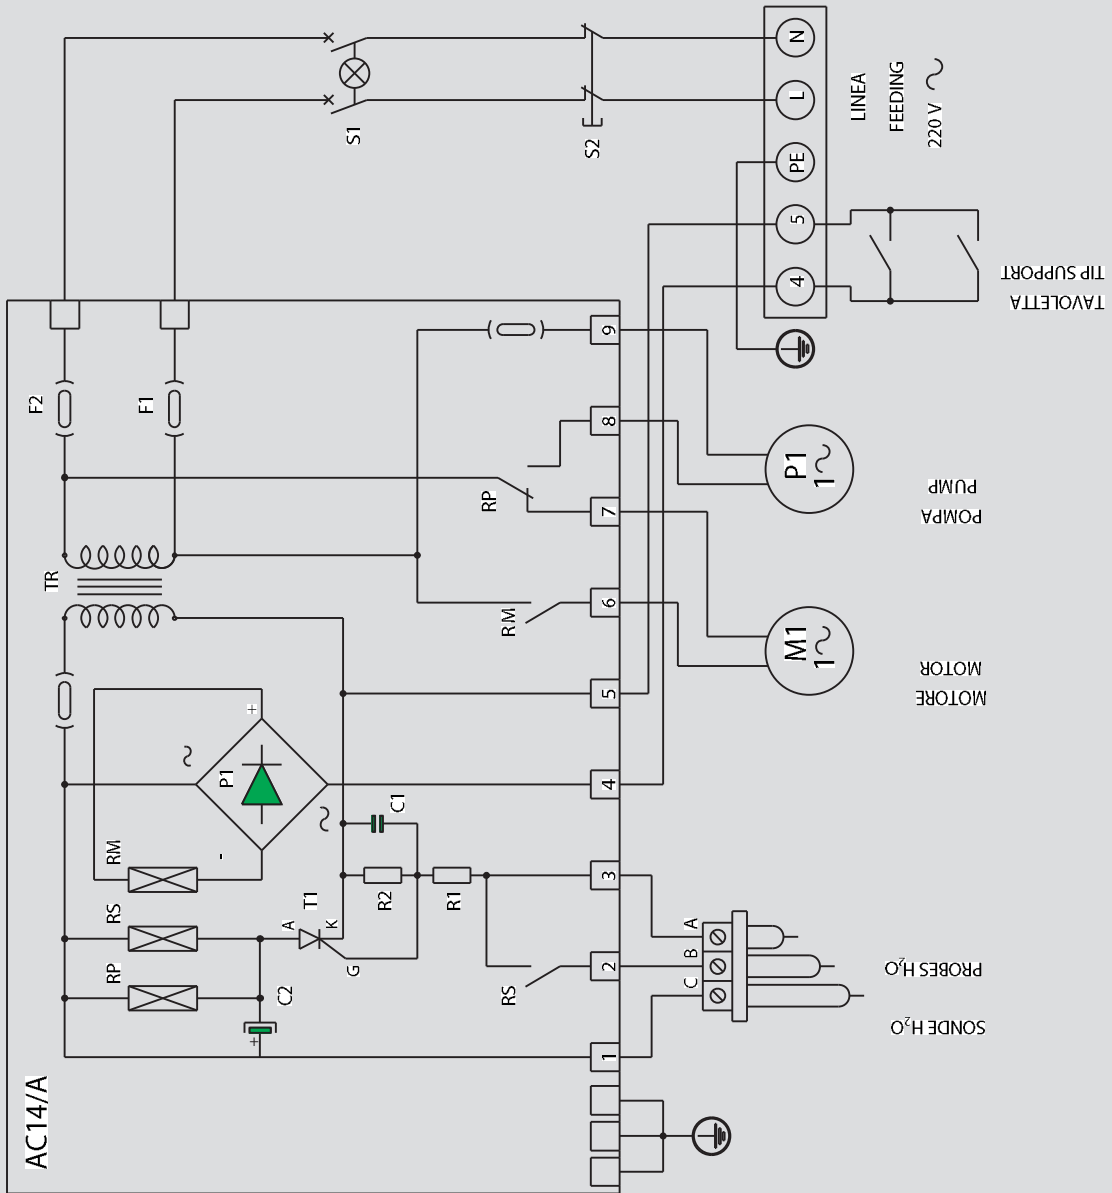 N
L
PE
5
4
LINEA
FEEDING
220 V
S1
S2
TIP SUPPORT
TAVOLETTA
F2
F1
9
8
7
6
5
4
3
2
1
RP
P1
1
PUMP
POMPA
TR
RM
M1
1
MOTOR
MOTORE
+
P1
-
RM
C1
RS
A
T1
K
R2
R1
G
RP
C2
+
RS
A
B
C
PROBES H₂O
SONDE H₂O
AC14/A